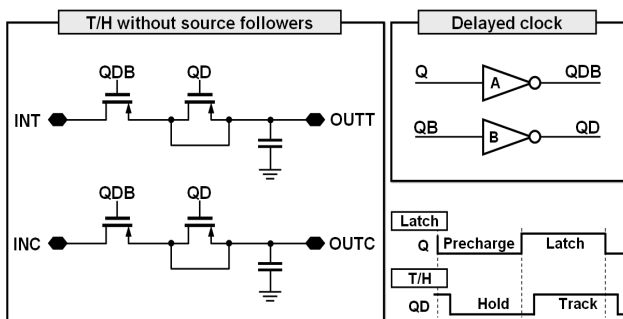 T/H without source followers
QDB QD
INT OUTT
QDB QD
INC OUTC
Delayed clock
Q A QDB
QB B QD
Latch
Q Precharge Latch
T/H
QD Hold Track